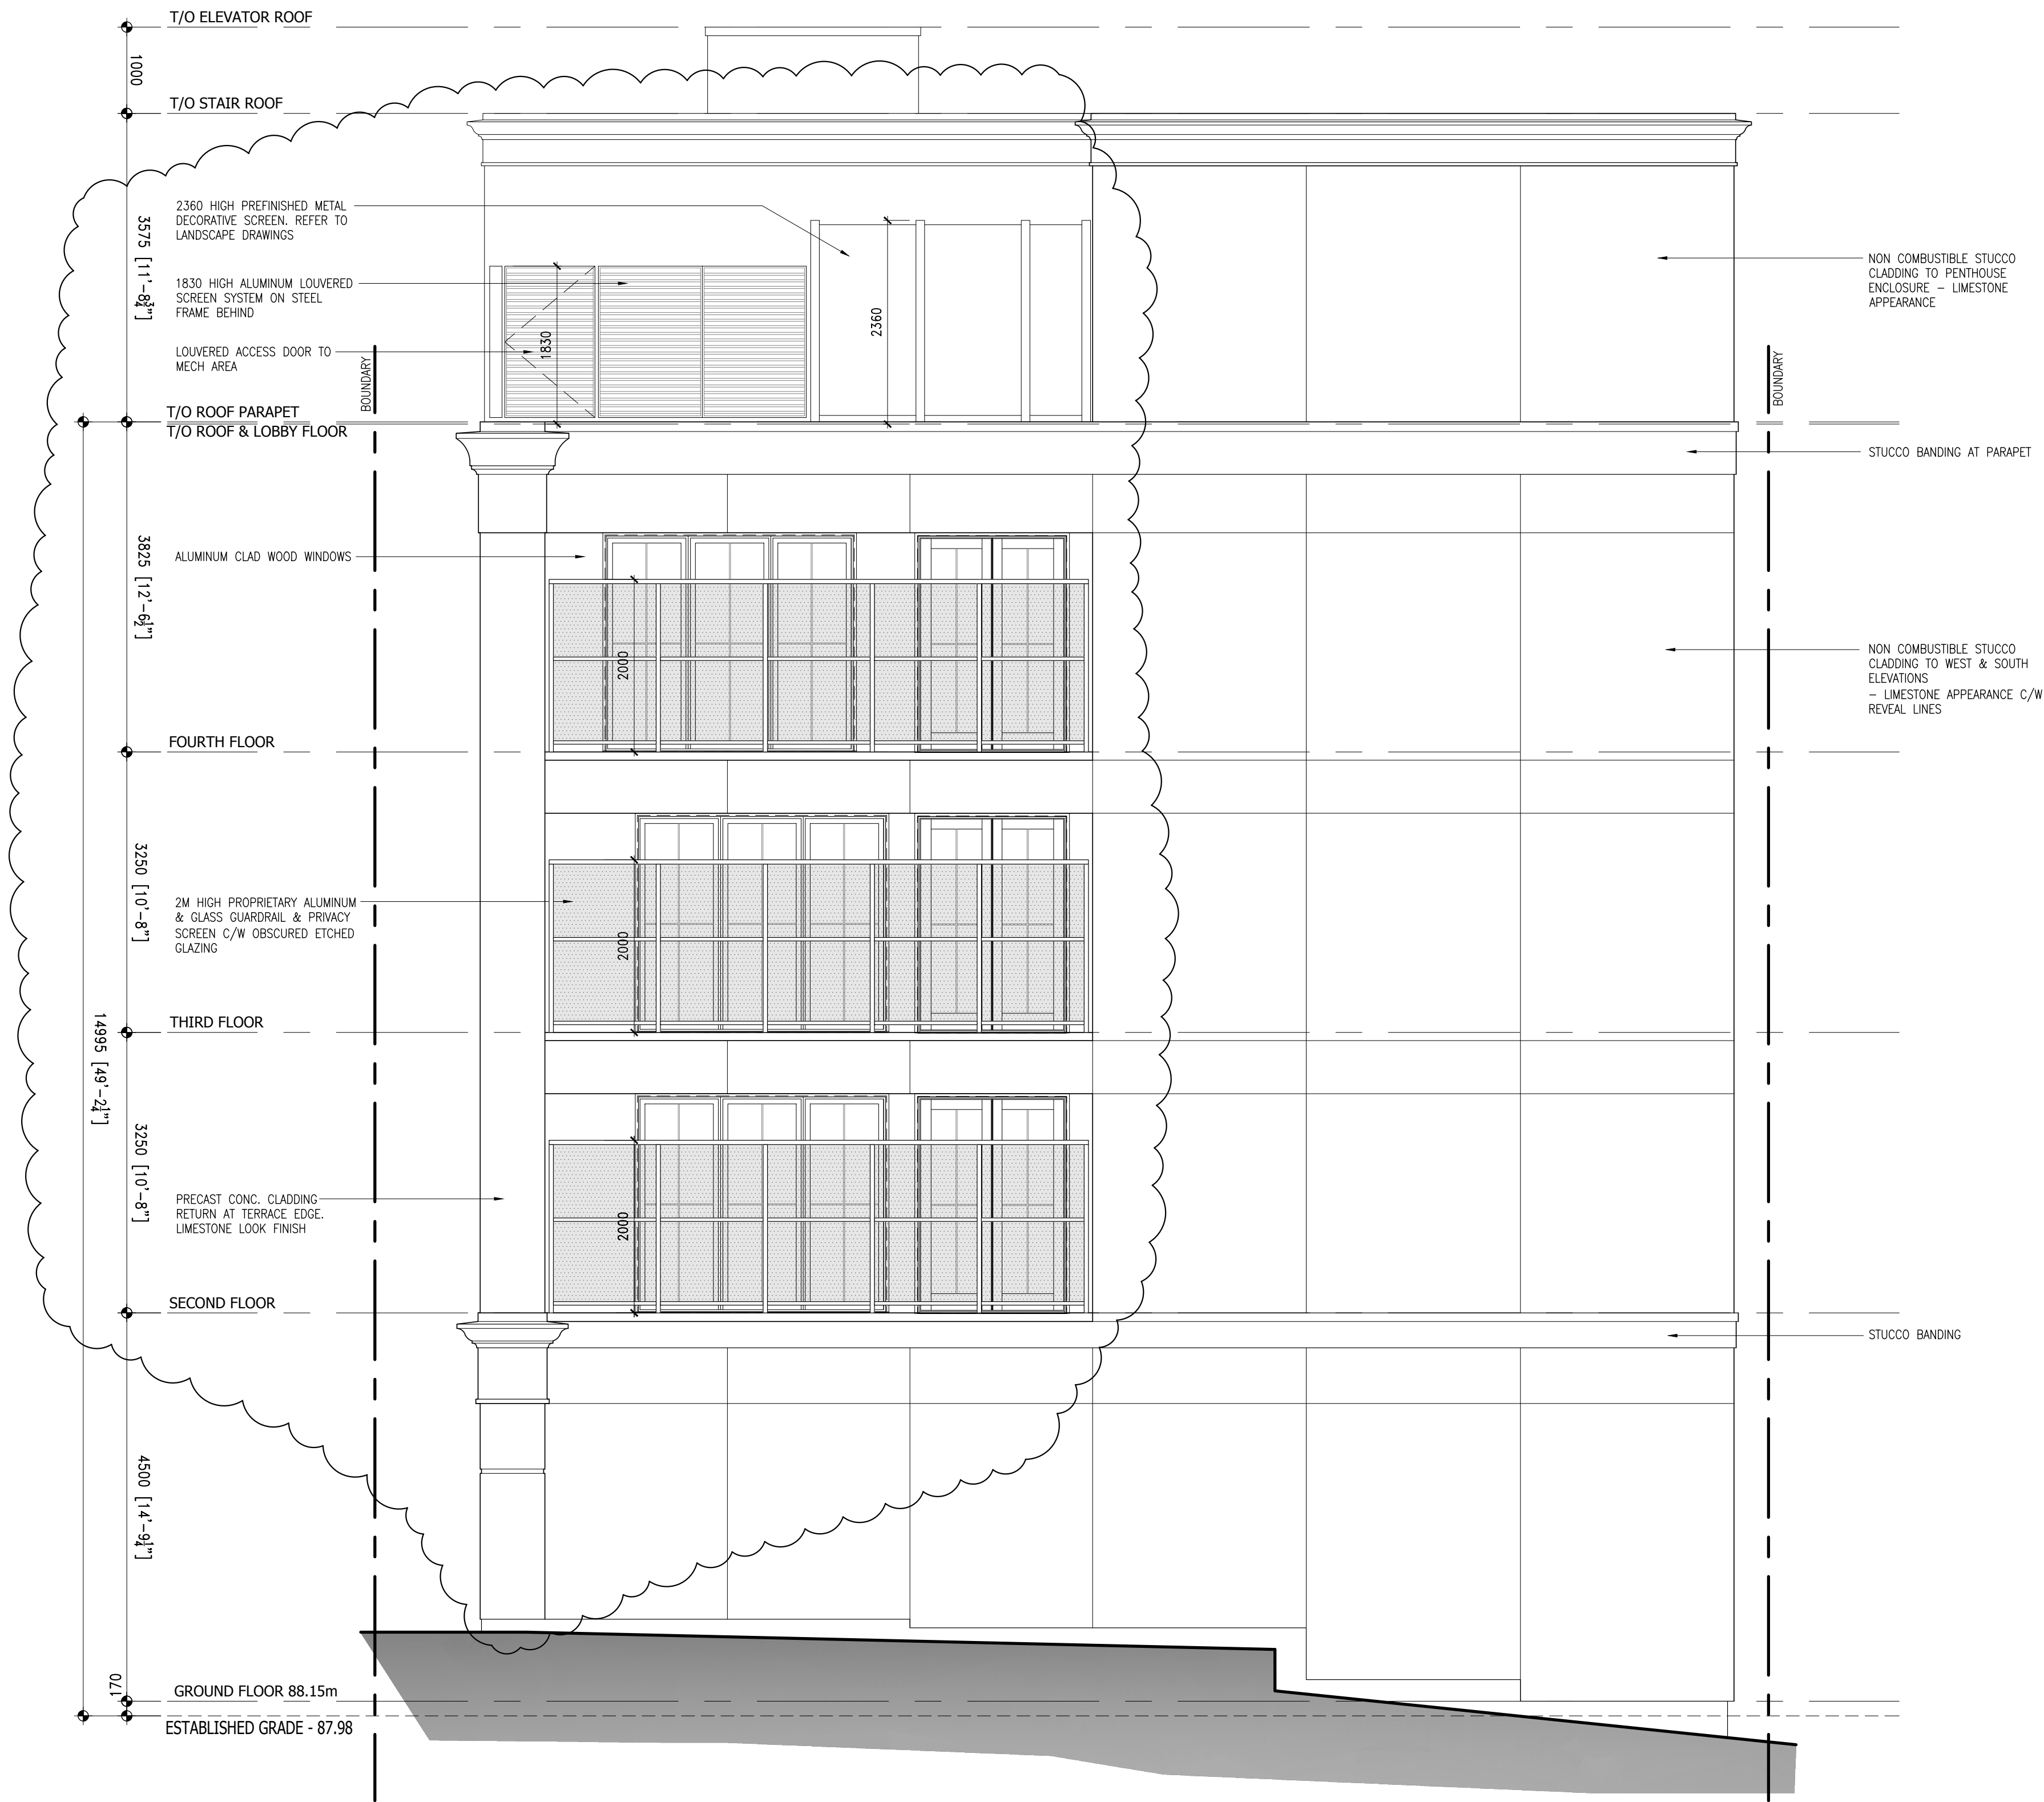 T/O ELEVATOR ROOF
1000
T/O STAIR ROOF
2360 HIGH PREFINISHED METAL
DECORATIVE SCREEN. REFER TO
LANDSCAPE DRAWINGS
3575 [11'-8¾"]
1830 HIGH ALUMINUM LOUVERED
SCREEN SYSTEM ON STEEL
FRAME BEHIND
LOUVERED ACCESS DOOR TO
MECH AREA
1830
2360
BOUNDARY
BOUNDARY
NON COMBUSTIBLE STUCCO
CLADDING TO PENTHOUSE
ENCLOSURE – LIMESTONE
APPEARANCE
T/O ROOF PARAPET
T/O ROOF & LOBBY FLOOR
STUCCO BANDING AT PARAPET
3825 [12'-6½"]
ALUMINUM CLAD WOOD WINDOWS
2000
NON COMBUSTIBLE STUCCO
CLADDING TO WEST & SOUTH
ELEVATIONS
– LIMESTONE APPEARANCE C/W
REVEAL LINES
FOURTH FLOOR
3250 [10'-8"]
2M HIGH PROPRIETARY ALUMINUM
& GLASS GUARDRAIL & PRIVACY
SCREEN C/W OBSCURED ETCHED
GLAZING
2000
THIRD FLOOR
14995 [49'-2¼"]
3250 [10'-8"]
PRECAST CONC. CLADDING
RETURN AT TERRACE EDGE.
LIMESTONE LOOK FINISH
2000
SECOND FLOOR
STUCCO BANDING
4500 [14'-9¼"]
170
GROUND FLOOR 88.15m
ESTABLISHED GRADE - 87.98